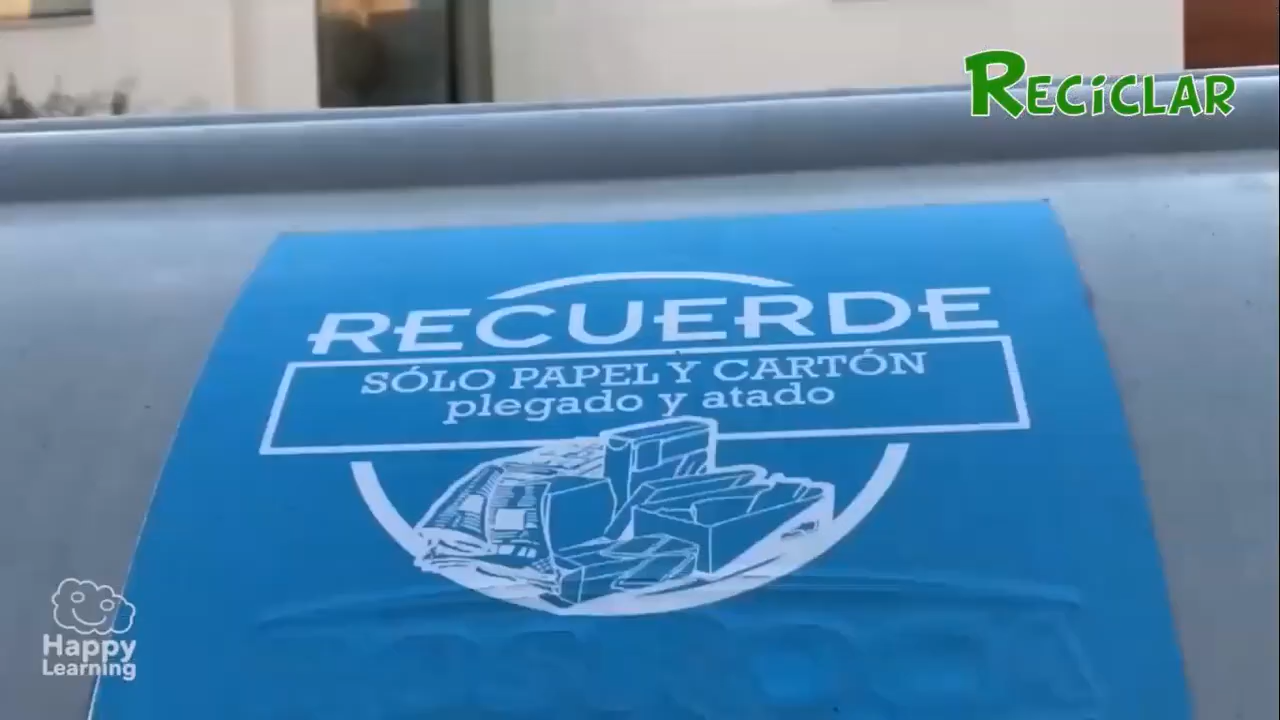 RECICLAR
RECUERDE
SÓLO PAPEL Y CARTÓN
plegado y atado
Happy
Learning